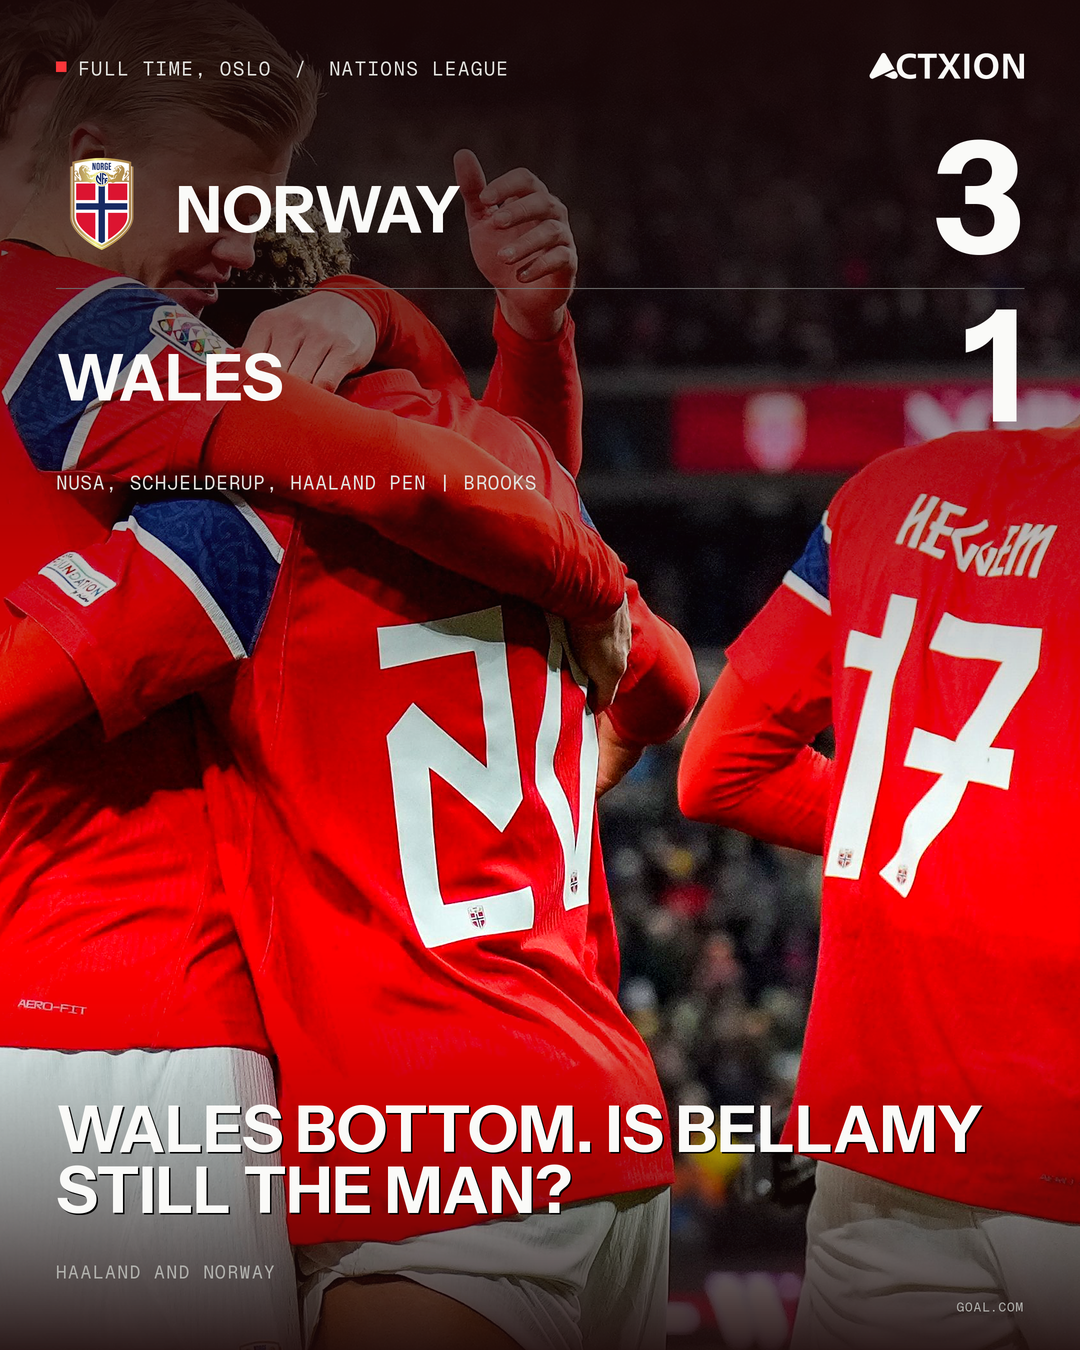 FULL TIME, OSLO / NATIONS LEAGUE
ACTXION
NORGE
NORWAY
3
WALES
1
NUSA, SCHJELDERUP, HAALAND PEN | BROOKS
HEGGEM
17
20
AERO-FIT
WALES BOTTOM. IS BELLAMY
STILL THE MAN?
HAALAND AND NORWAY
GOAL.COM